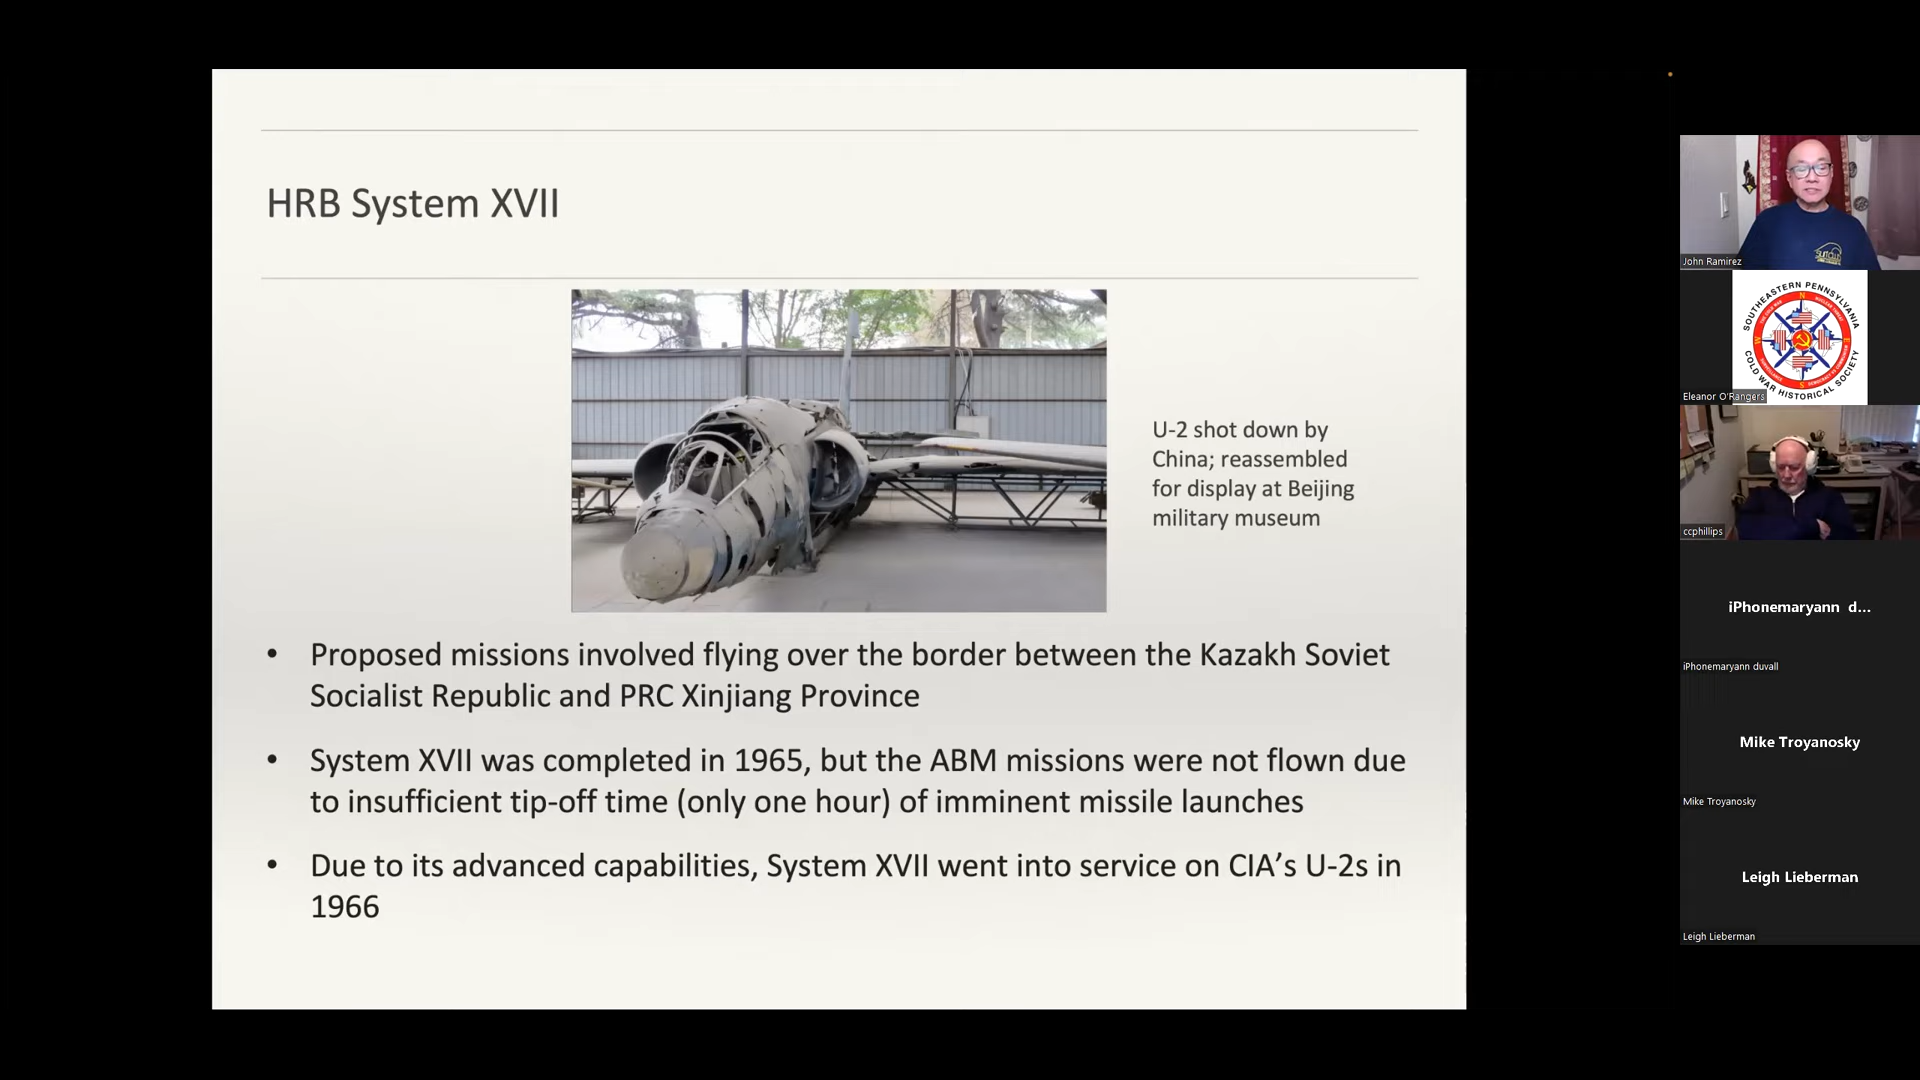 HRB System XVII
U-2 shot down by
China; reassembled
for display at Beijing
military museum
• Proposed missions involved flying over the border between the Kazakh Soviet
Socialist Republic and PRC Xinjiang Province
• System XVII was completed in 1965, but the ABM missions were not flown due
to insufficient tip-off time (only one hour) of imminent missile launches
• Due to its advanced capabilities, System XVII went into service on CIA’s U-2s in
1966
John Ramirez
SOUTHEASTERN PENNSYLVANIA
COLD WAR HISTORICAL SOCIETY
Eleanor O'Rangers
ccphillips
iPhonemaryann d...
iPhonemaryann duvall
Mike Troyanosky
Mike Troyanosky
Leigh Lieberman
Leigh Lieberman